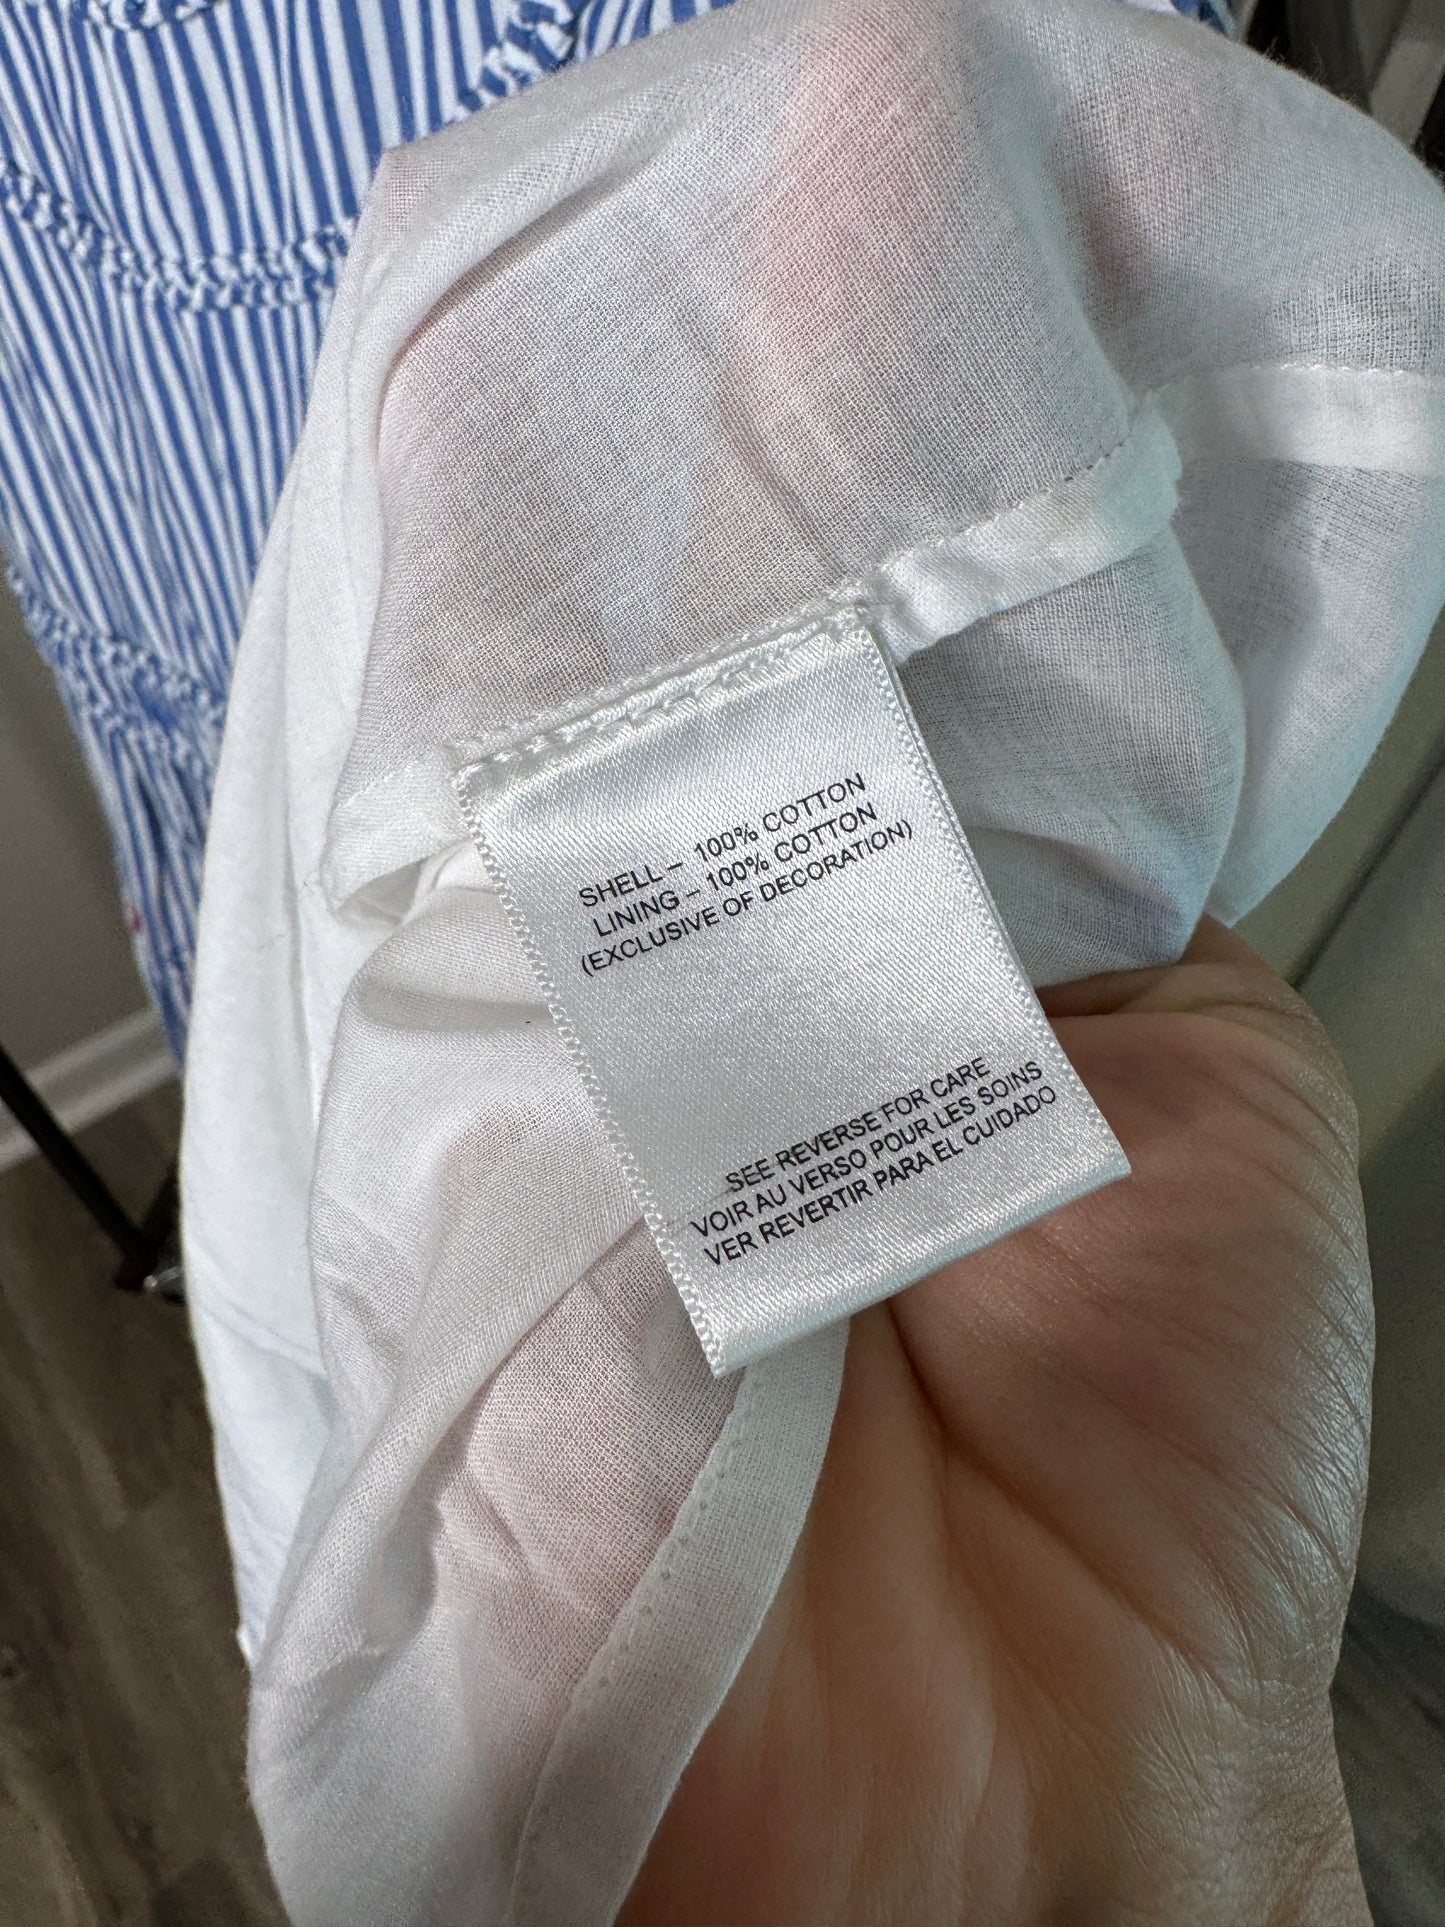 SHELL – 100% COTTON
LINING – 100% COTTON
(EXCLUSIVE OF DECORATION)
SEE REVERSE FOR CARE
VOIR AU VERSO POUR LES SOINS
VER REVERTIR PARA EL CUIDADO